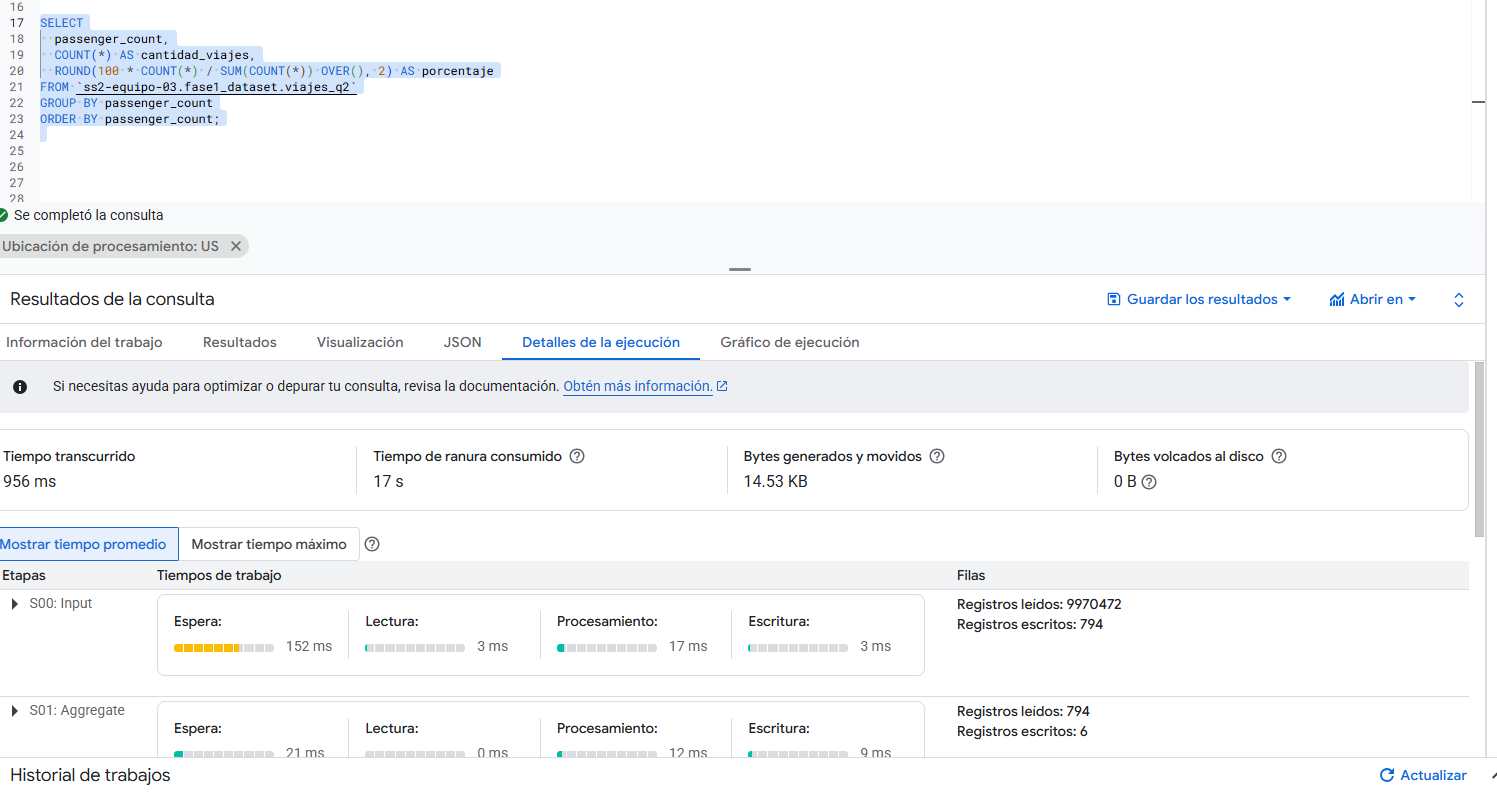 16
17 SELECT
18 passenger_count,
19 COUNT(*) AS cantidad_viajes,
20 ROUND(100 * COUNT(*) / SUM(COUNT(*)) OVER(), 2) AS porcentaje
21 FROM `ss2-equipo-03.fase1_dataset.viajes_q2`
22 GROUP BY passenger_count
23 ORDER BY passenger_count;
24
25
26
27
28
Se completó la consulta
Ubicación de procesamiento: US
Resultados de la consulta
Guardar los resultados
Abrir en
Información del trabajo
Resultados
Visualización
JSON
Detalles de la ejecución
Gráfico de ejecución
Si necesitas ayuda para optimizar o depurar tu consulta, revisa la documentación. Obtén más información.
Tiempo transcurrido
956 ms
Tiempo de ranura consumido
17 s
Bytes generados y movidos
14.53 KB
Bytes volcados al disco
0 B
Mostrar tiempo promedio
Mostrar tiempo máximo
Etapas
Tiempos de trabajo
Filas
S00: Input
Espera:
152 ms
Lectura:
3 ms
Procesamiento:
17 ms
Escritura:
3 ms
Registros leídos: 9970472
Registros escritos: 794
S01: Aggregate
Espera:
21 ms
Lectura:
0 ms
Procesamiento:
12 ms
Escritura:
9 ms
Registros leídos: 794
Registros escritos: 6
Historial de trabajos
Actualizar